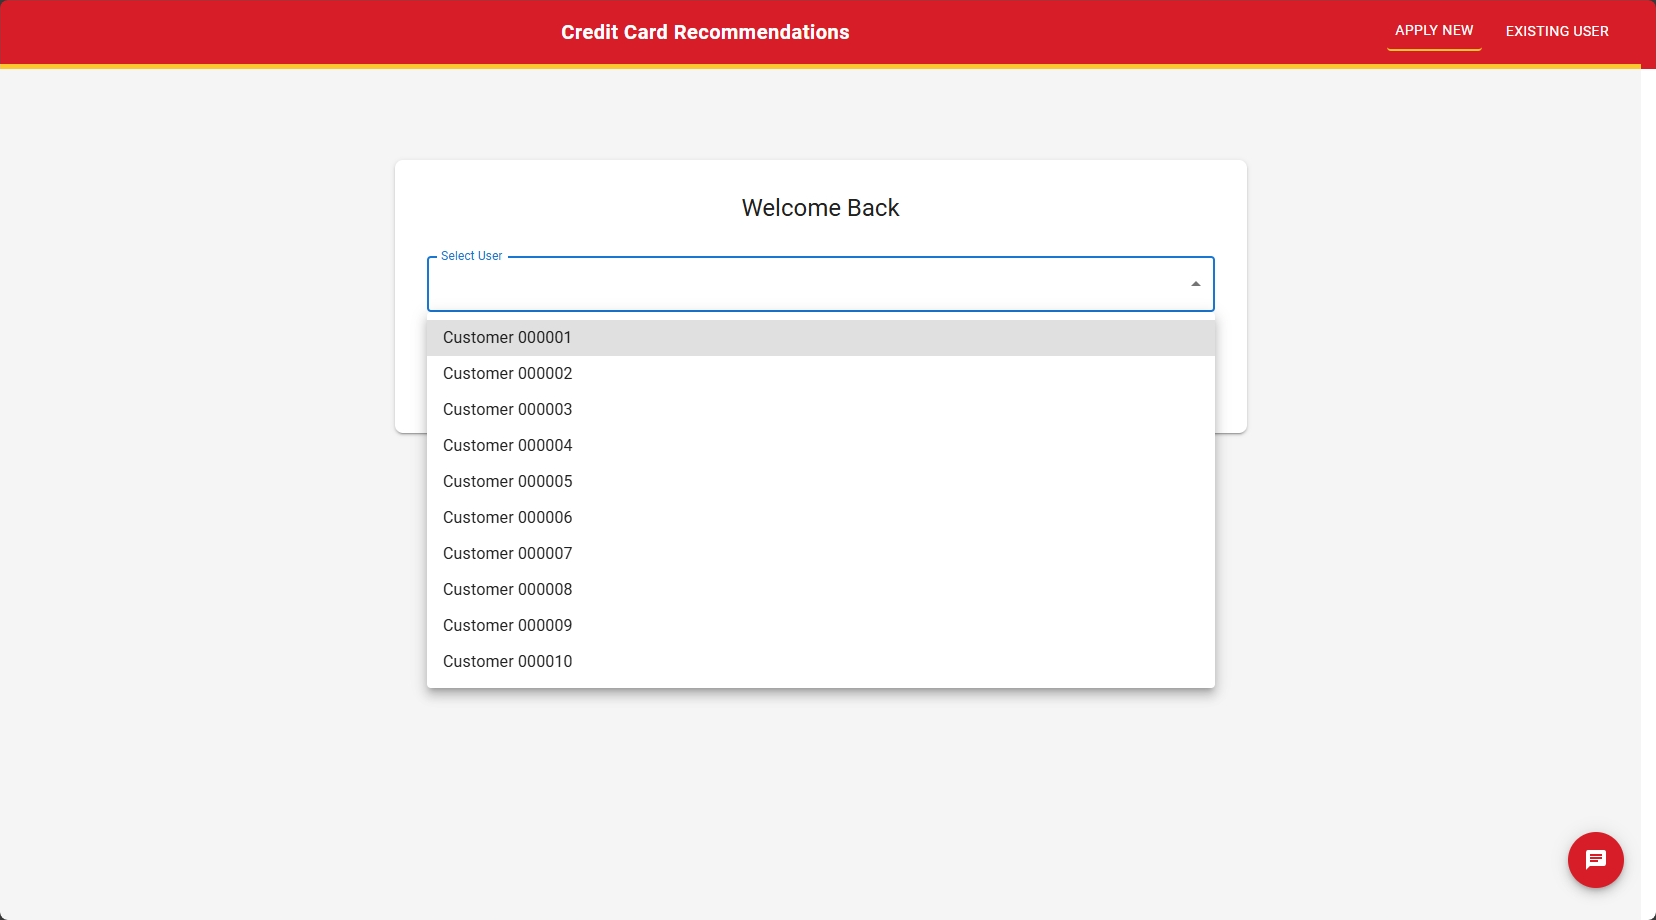 Credit Card Recommendations
APPLY NEW
EXISTING USER
Welcome Back
Select User
Customer 000001
Customer 000002
Customer 000003
Customer 000004
Customer 000005
Customer 000006
Customer 000007
Customer 000008
Customer 000009
Customer 000010